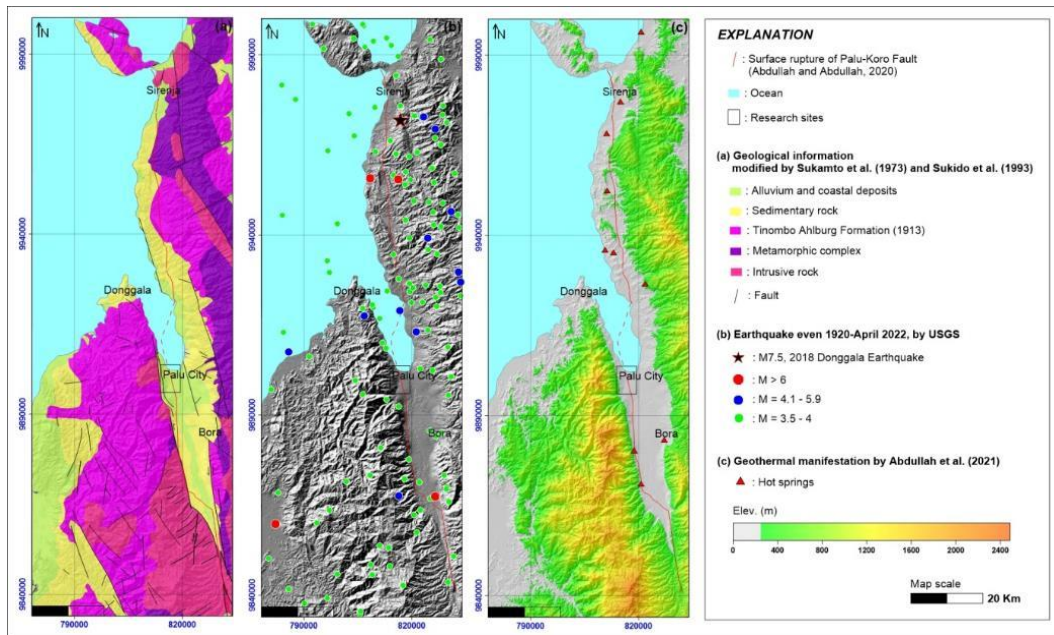 (a)
N
Sirenja
Donggala
Palu City
Bora
9990000
9940000
9890000
9840000
790000
820000
(b)
N
Sirenja
Donggala
Palu City
Bora
9990000
9940000
9890000
9840000
790000
820000
(c)
N
Sirenja
Donggala
Palu City
Bora
9990000
9940000
9890000
9840000
790000
820000
EXPLANATION
: Surface rupture of Palu-Koro Fault
(Abdullah and Abdullah, 2020)
: Ocean
: Research sites
(a) Geological information
modified by Sukamto et al. (1973) and Sukido et al. (1993)
: Alluvium and coastal deposits
: Sedimentary rock
: Tinombo Ahlburg Formation (1913)
: Metamorphic complex
: Intrusive rock
: Fault
(b) Earthquake even 1920-April 2022, by USGS
: M7.5, 2018 Donggala Earthquake
: M > 6
: M = 4.1 - 5.9
: M = 3.5 - 4
(c) Geothermal manifestation by Abdullah et al. (2021)
: Hot springs
Elev. (m)
0 400 800 1200 1600 2000 2400
Map scale
20 Km